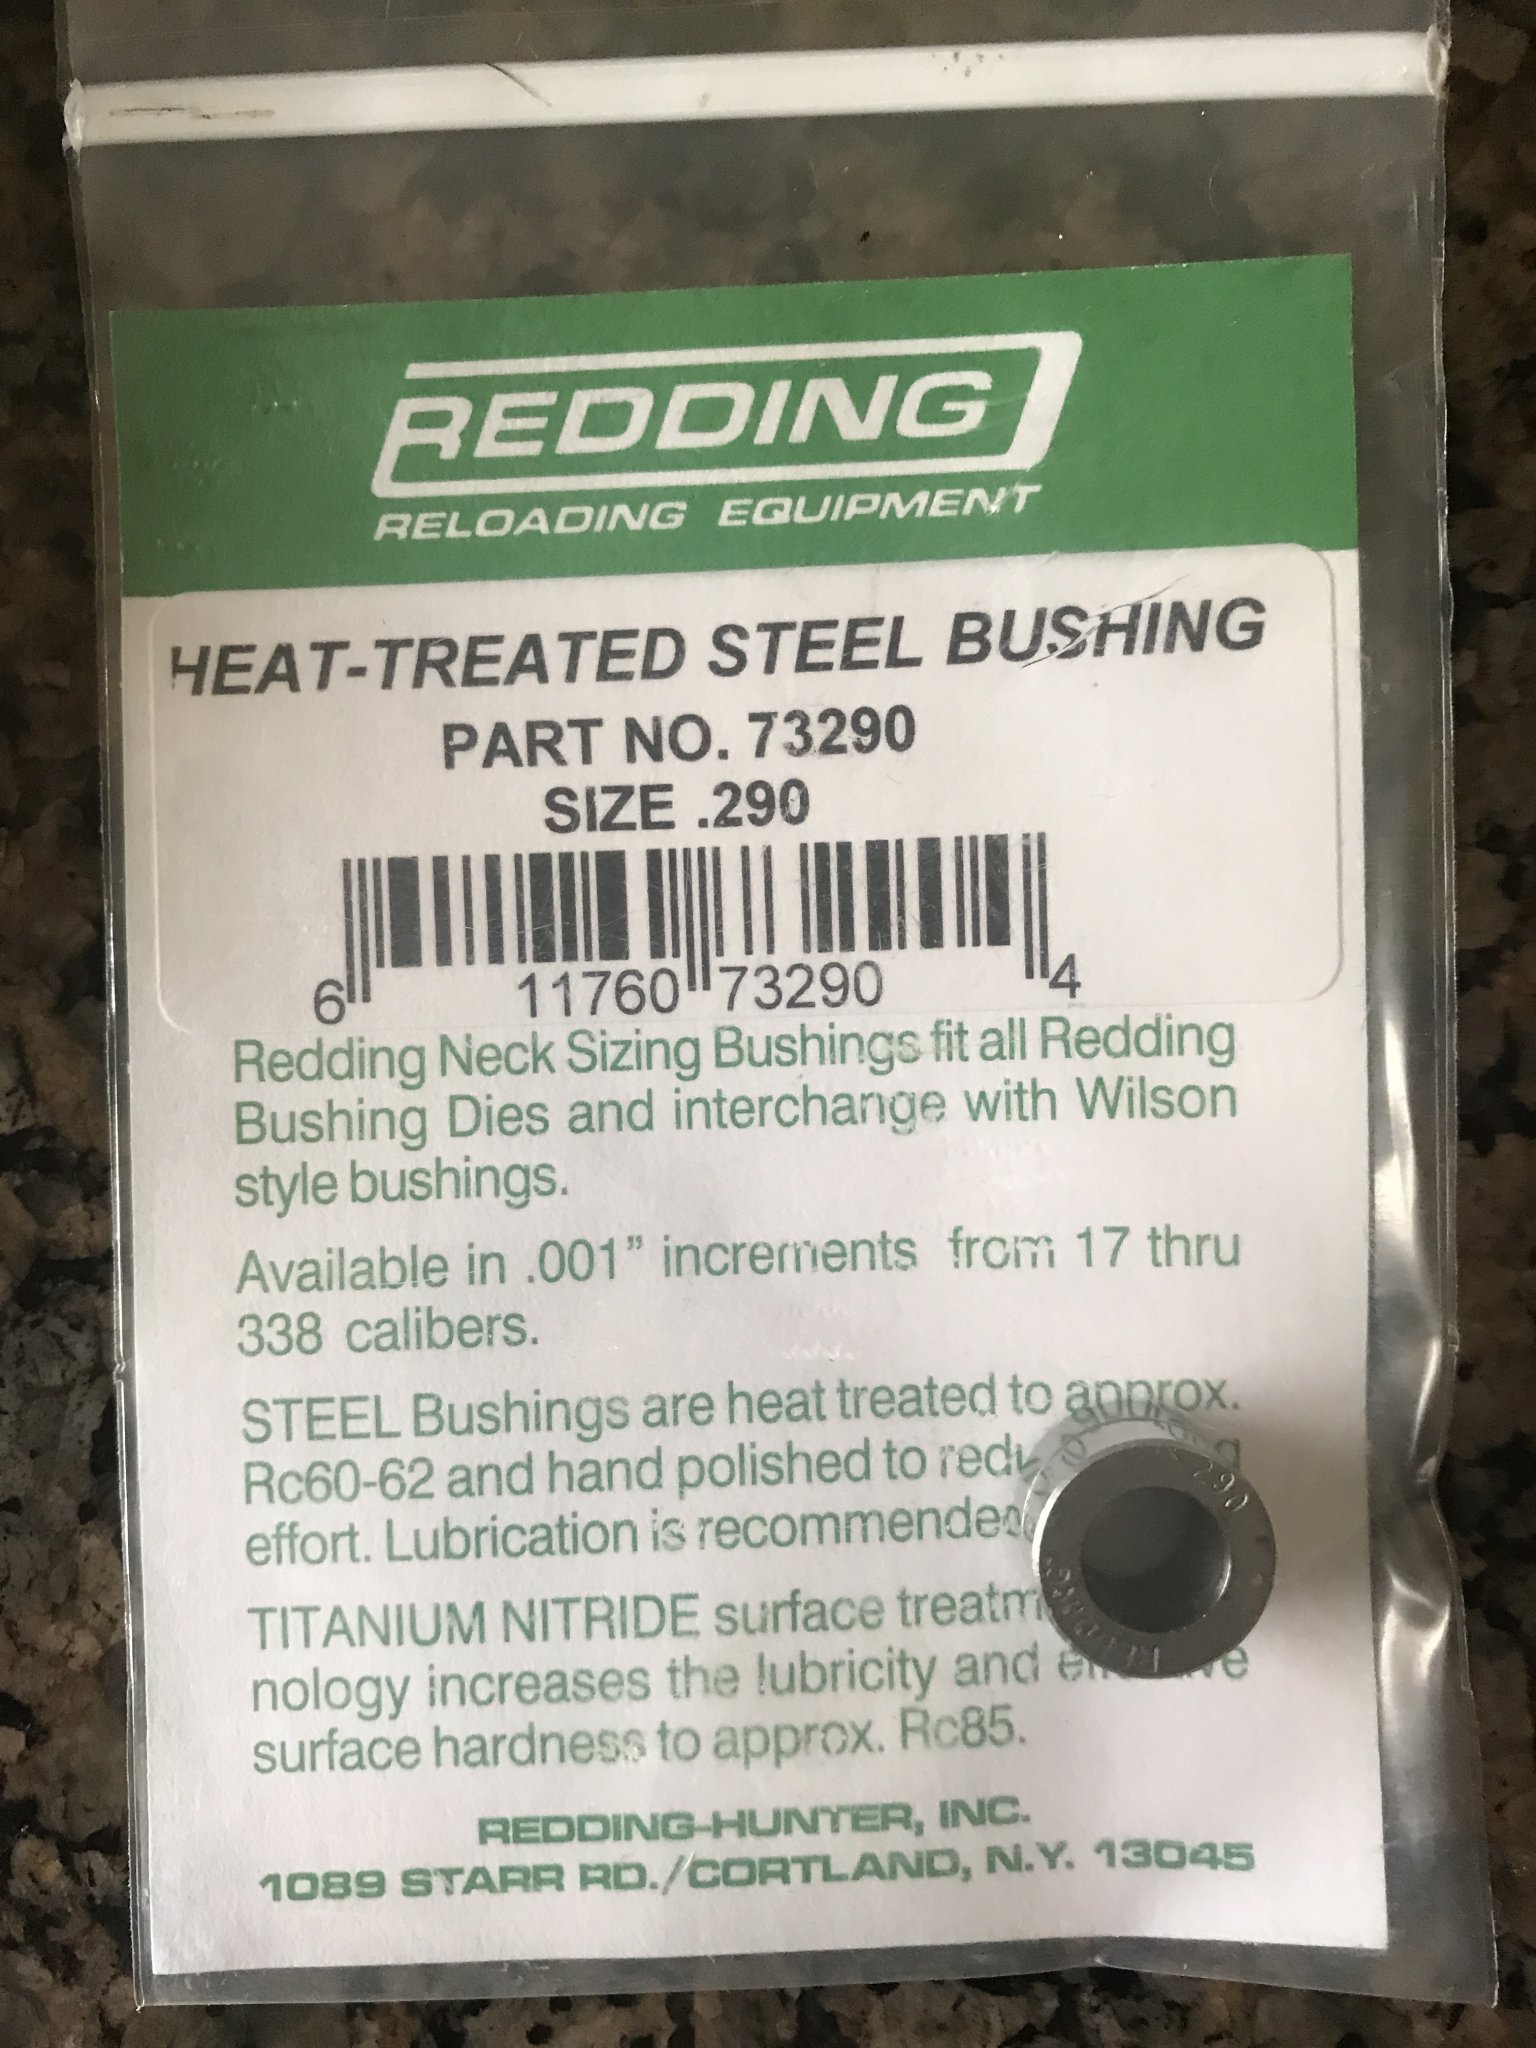 REDDING
RELOADING EQUIPMENT
HEAT-TREATED STEEL BUSHING
PART NO. 73290
SIZE .290
6 11760 73290 4
Redding Neck Sizing Bushings fit all Redding
Bushing Dies and interchange with Wilson
style bushings.
Available in .001” increments from 17 thru
338 calibers.
STEEL Bushings are heat treated to approx.
Rc60-62 and hand polished to
effort. Lubrication is
TITANIUM NITRIDE surface
nology increases the lubricity and
surface hardness to approx. Rc85.
REDDING-HUNTER, INC.
1089 STARR RD./CORTLAND, N.Y. 13045
290
REDDING